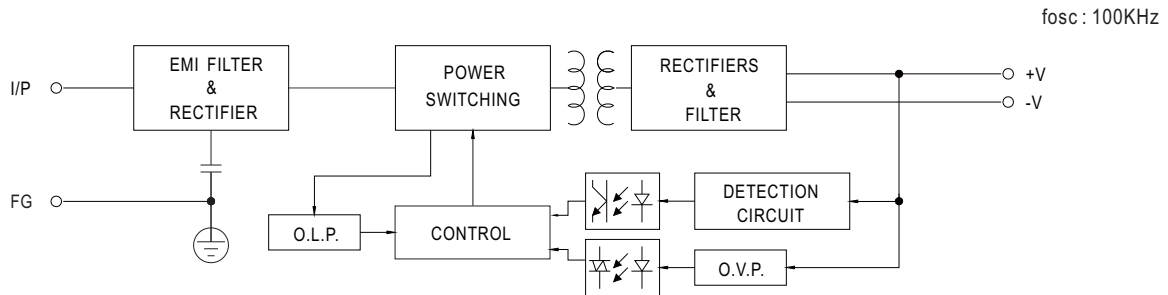 fosc : 100KHz
EMI FILTER
&
RECTIFIER
POWER
SWITCHING
RECTIFIERS
&
FILTER
I/P
+V
-V
FG
DETECTION
CIRCUIT
O.L.P.
CONTROL
O.V.P.